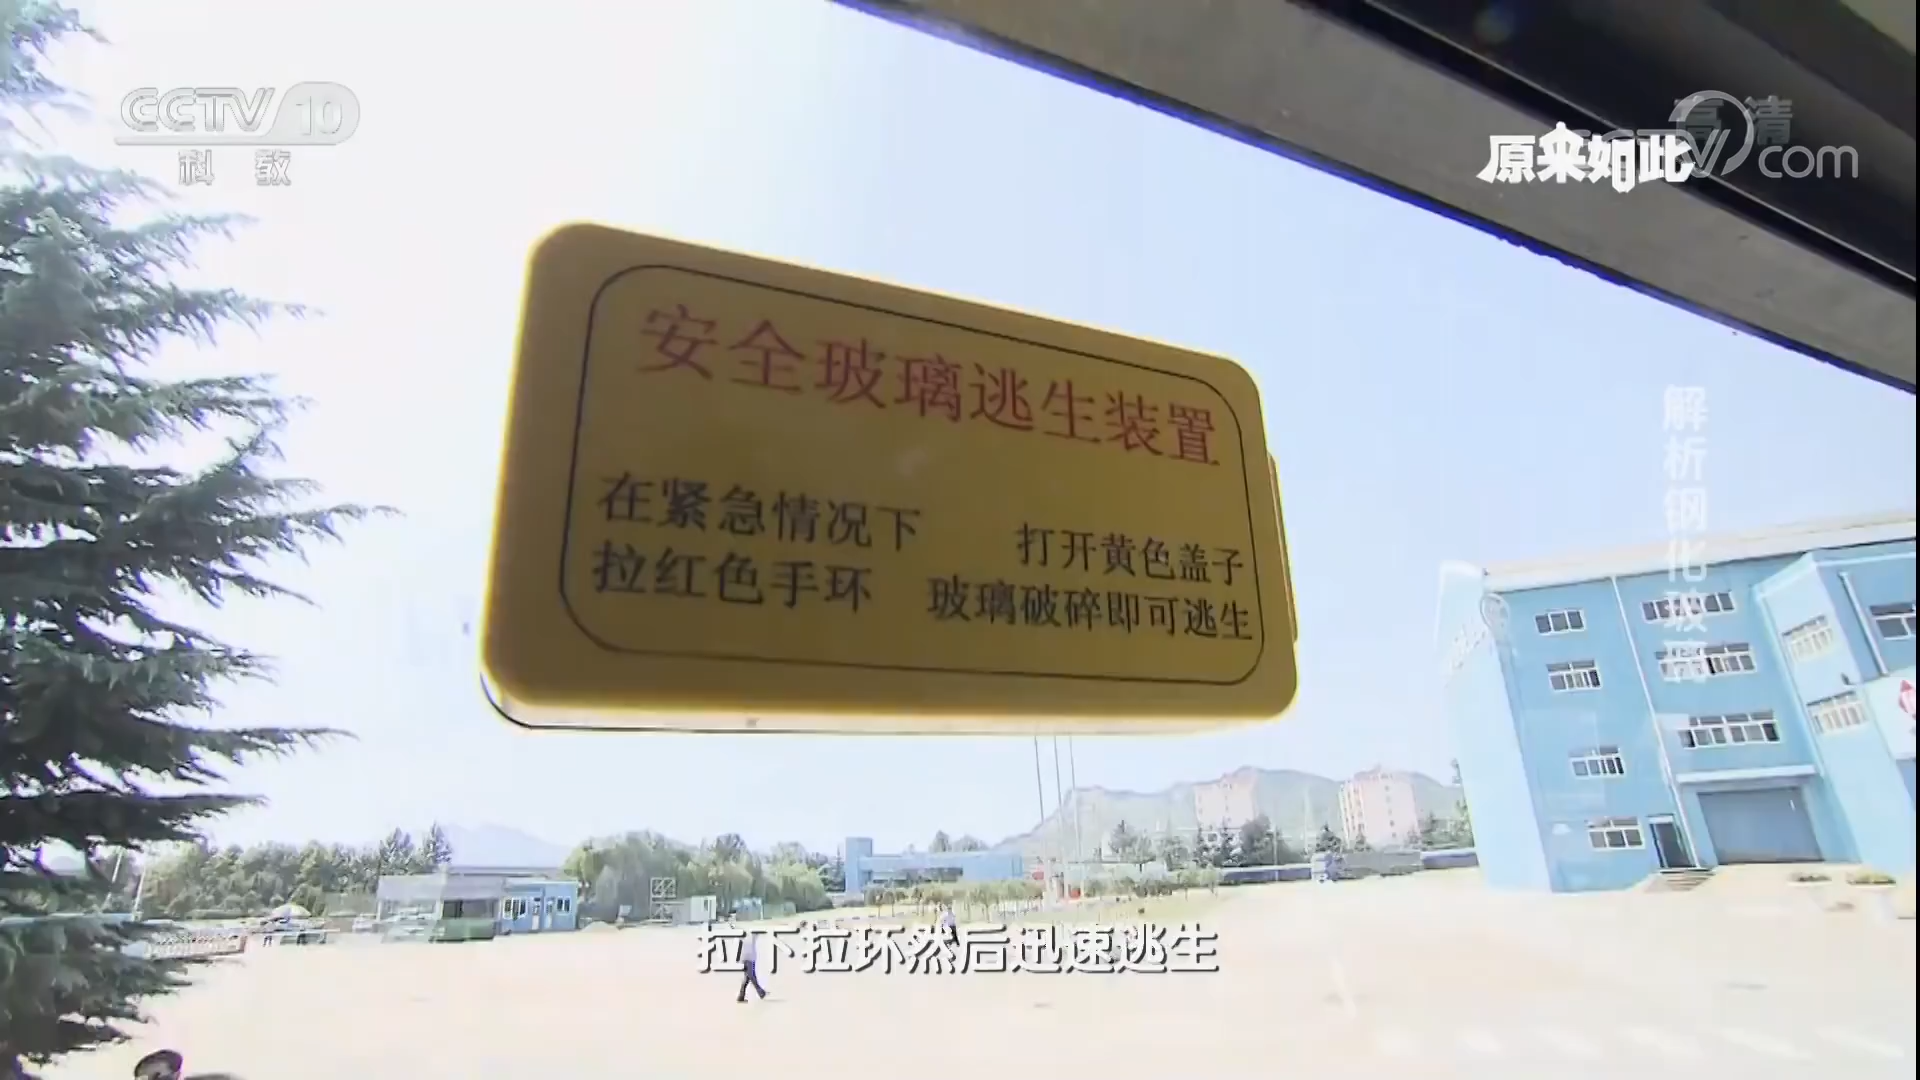 CCTV 10
科 教
高清
原来如此
com
解析钢化玻璃
安全玻璃逃生装置
在紧急情况下 打开黄色盖子
拉红色手环 玻璃破碎即可逃生
拉下拉环然后迅速逃生